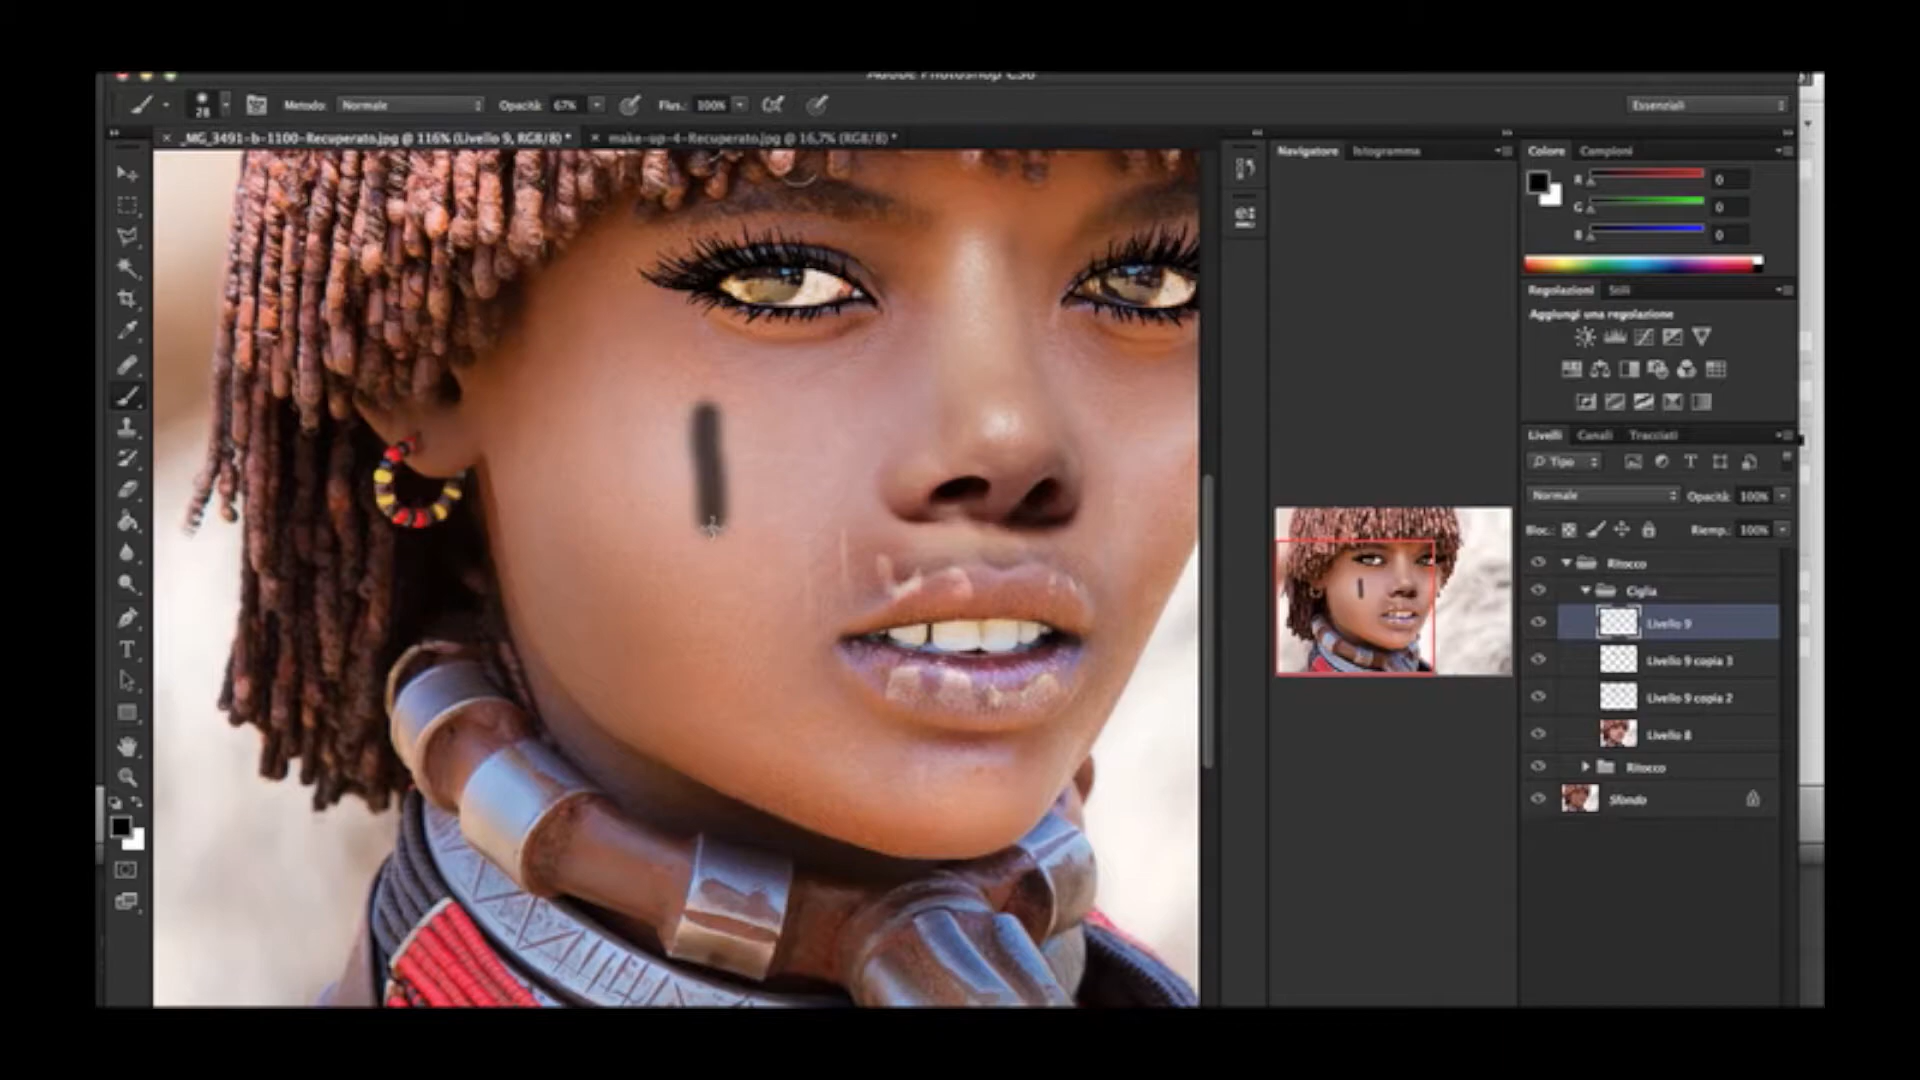 Adobe Photoshop CS6
28 Metodo: Normale Opacità: 67% Flus.: 100% Essenziali
× _MG_3491-b-1100-Recuperato.jpg @ 116% (Livello 9, RGB/8) * × make-up-4-Recuperato.jpg @ 16,7% (RGB/8) *
Navigatore Istogramma
Colore Campioni
R 0
G 0
B 0
Regolazioni Stili
Aggiungi una regolazione
Livelli Canali Tracciati
Tipo
Normale Opacità: 100%
Bloc.: Riemp.: 100%
Ritocco
Ciglia
Livello 9
Livello 9 copia 3
Livello 9 copia 2
Livello 8
Ritocco
Sfondo